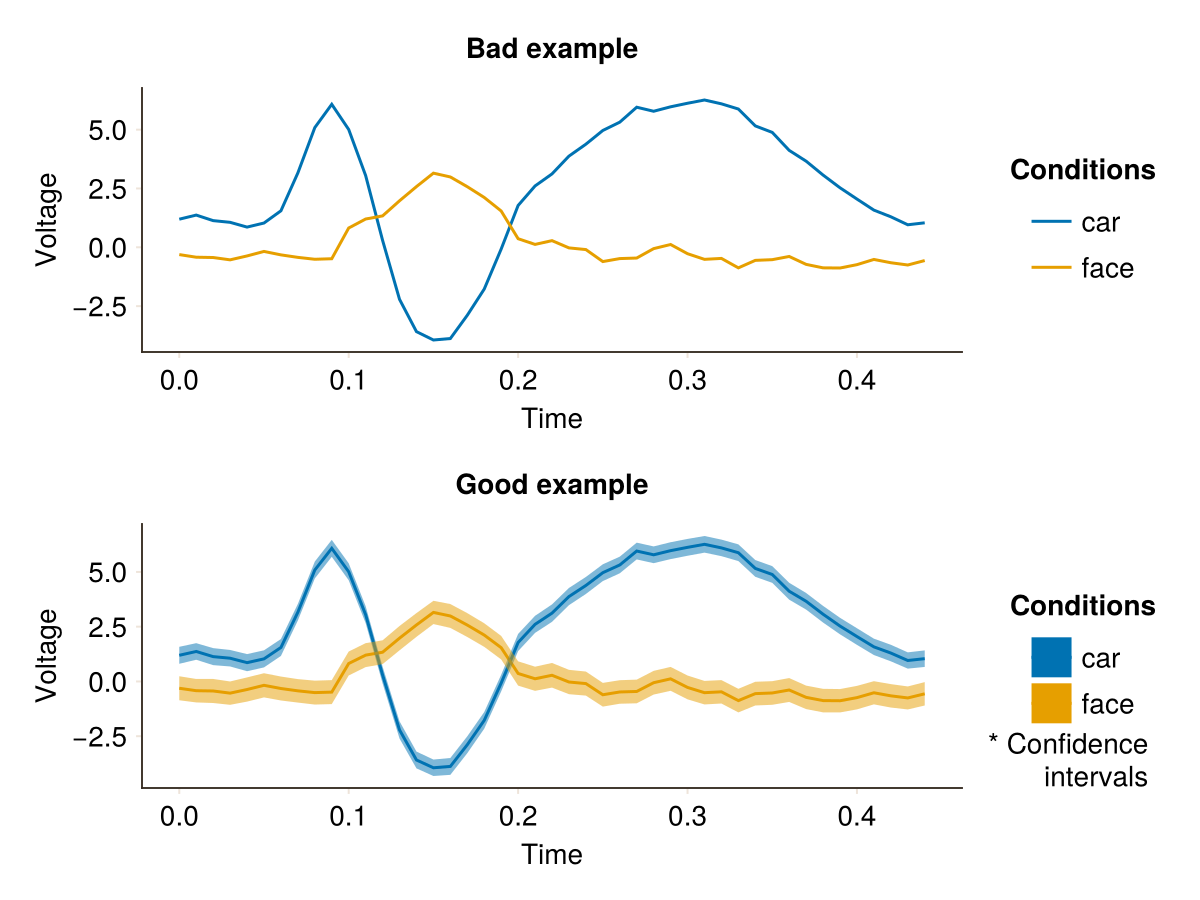 Bad example
Voltage
5.0
2.5
0.0
−2.5
0.0 0.1 0.2 0.3 0.4
Time
Conditions
car
face
Good example
Voltage
5.0
2.5
0.0
−2.5
0.0 0.1 0.2 0.3 0.4
Time
Conditions
car
face
* Confidence
intervals